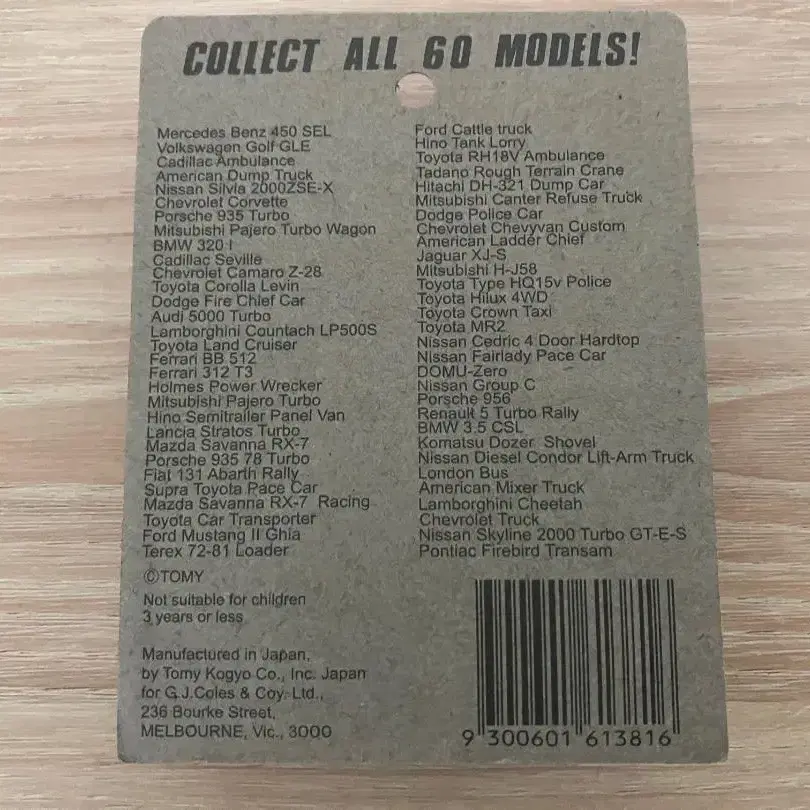 COLLECT ALL 60 MODELS!
Mercedes Benz 450 SEL
Volkswagen Golf GLE
Cadillac Ambulance
American Dump Truck
Nissan Silvia 2000ZSE-X
Chevrolet Corvette
Porsche 935 Turbo
Mitsubishi Pajero Turbo Wagon
BMW 320 I
Cadillac Seville
Chevrolet Camaro Z-28
Toyota Corolla Levin
Dodge Fire Chief Car
Audi 5000 Turbo
Lamborghini Countach LP500S
Toyota Land Cruiser
Ferrari BB 512
Ferrari 312 T3
Holmes Power Wrecker
Mitsubishi Pajero Turbo
Hino Semitrailer Panel Van
Lancia Stratos Turbo
Mazda Savanna RX-7
Porsche 935 78 Turbo
Fiat 131 Abarth Rally
Supra Toyota Pace Car
Mazda Savanna RX-7 Racing
Toyota Car Transporter
Ford Mustang II Ghia
Terex 72-81 Loader
Ford Cattle truck
Hino Tank Lorry
Toyota RH18V Ambulance
Tadano Rough Terrain Crane
Hitachi DH-321 Dump Car
Mitsubishi Canter Refuse Truck
Dodge Police Car
Chevrolet Chevyvan Custom
American Ladder Chief
Jaguar XJ-S
Mitsubishi H-J58
Toyota Type HQ15v Police
Toyota Hilux 4WD
Toyota Crown Taxi
Toyota MR2
Nissan Cedric 4 Door Hardtop
Nissan Fairlady Pace Car
DOMU-Zero
Nissan Group C
Porsche 956
Renault 5 Turbo Rally
BMW 3.5 CSL
Komatsu Dozer Shovel
Nissan Diesel Condor Lift-Arm Truck
London Bus
American Mixer Truck
Lamborghini Cheetah
Chevrolet Truck
Nissan Skyline 2000 Turbo GT-E-S
Pontiac Firebird Transam
©TOMY
Not suitable for children
3 years or less
Manufactured in Japan,
by Tomy Kogyo Co., Inc. Japan
for G.J.Coles & Coy. Ltd.,
236 Bourke Street,
MELBOURNE, Vic., 3000
9 300601 613816